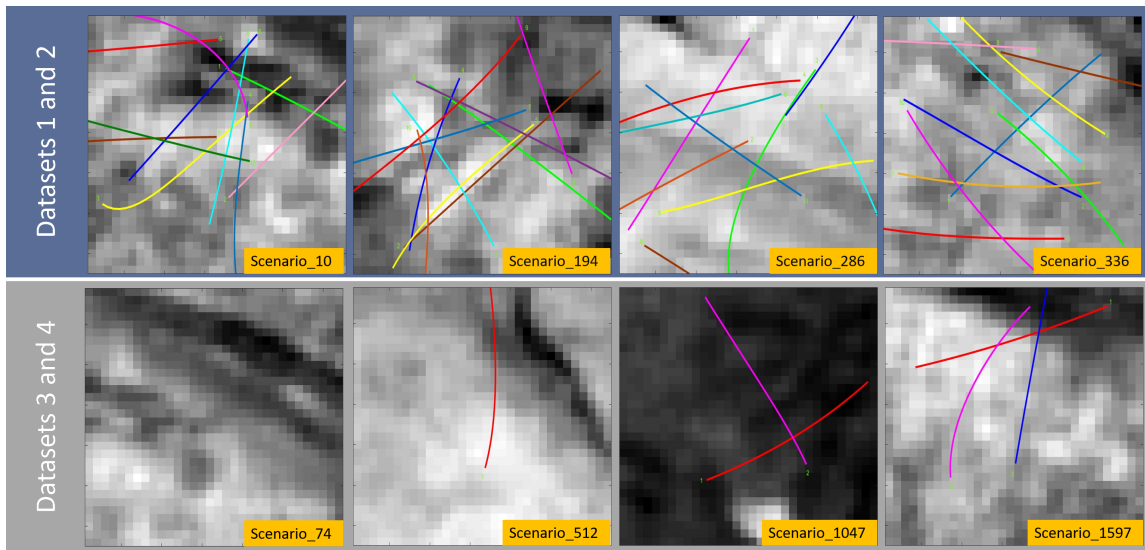 Datasets 1 and 2
Scenario_10
Scenario_194
Scenario_286
Scenario_336
Datasets 3 and 4
Scenario_74
Scenario_512
Scenario_1047
Scenario_1597